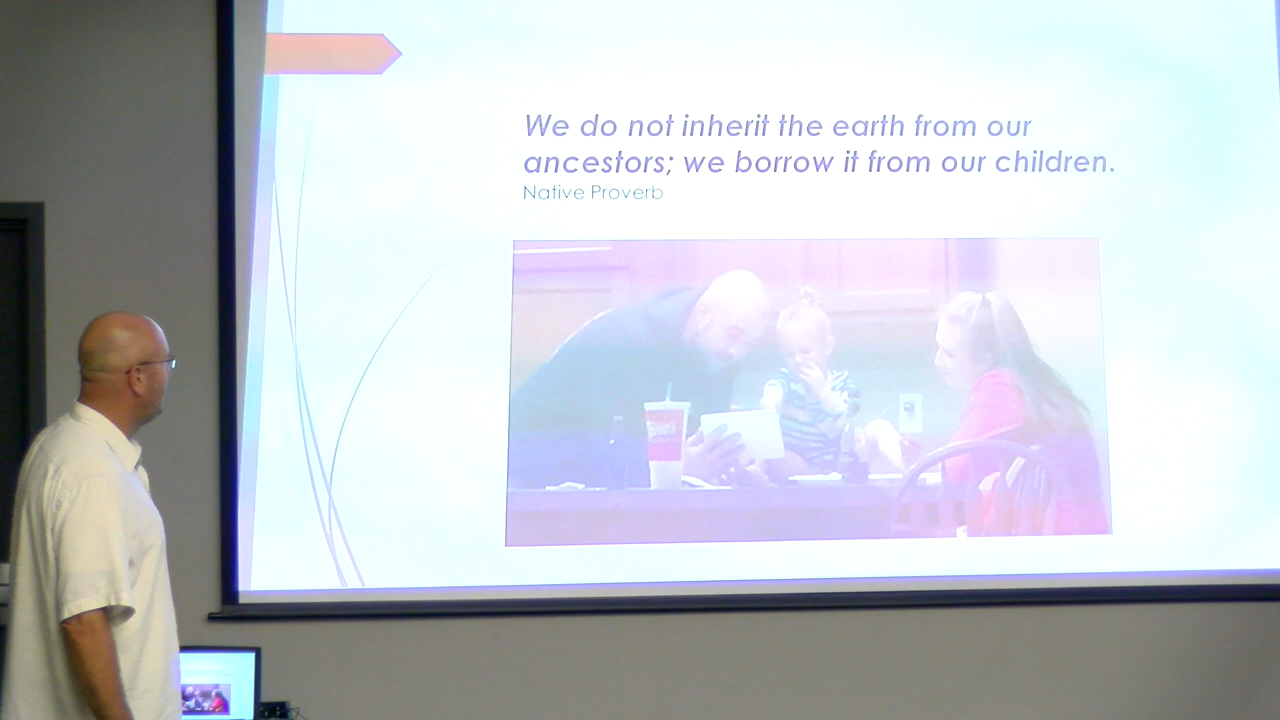 We do not inherit the earth from our
ancestors; we borrow it from our children.
Native Proverb